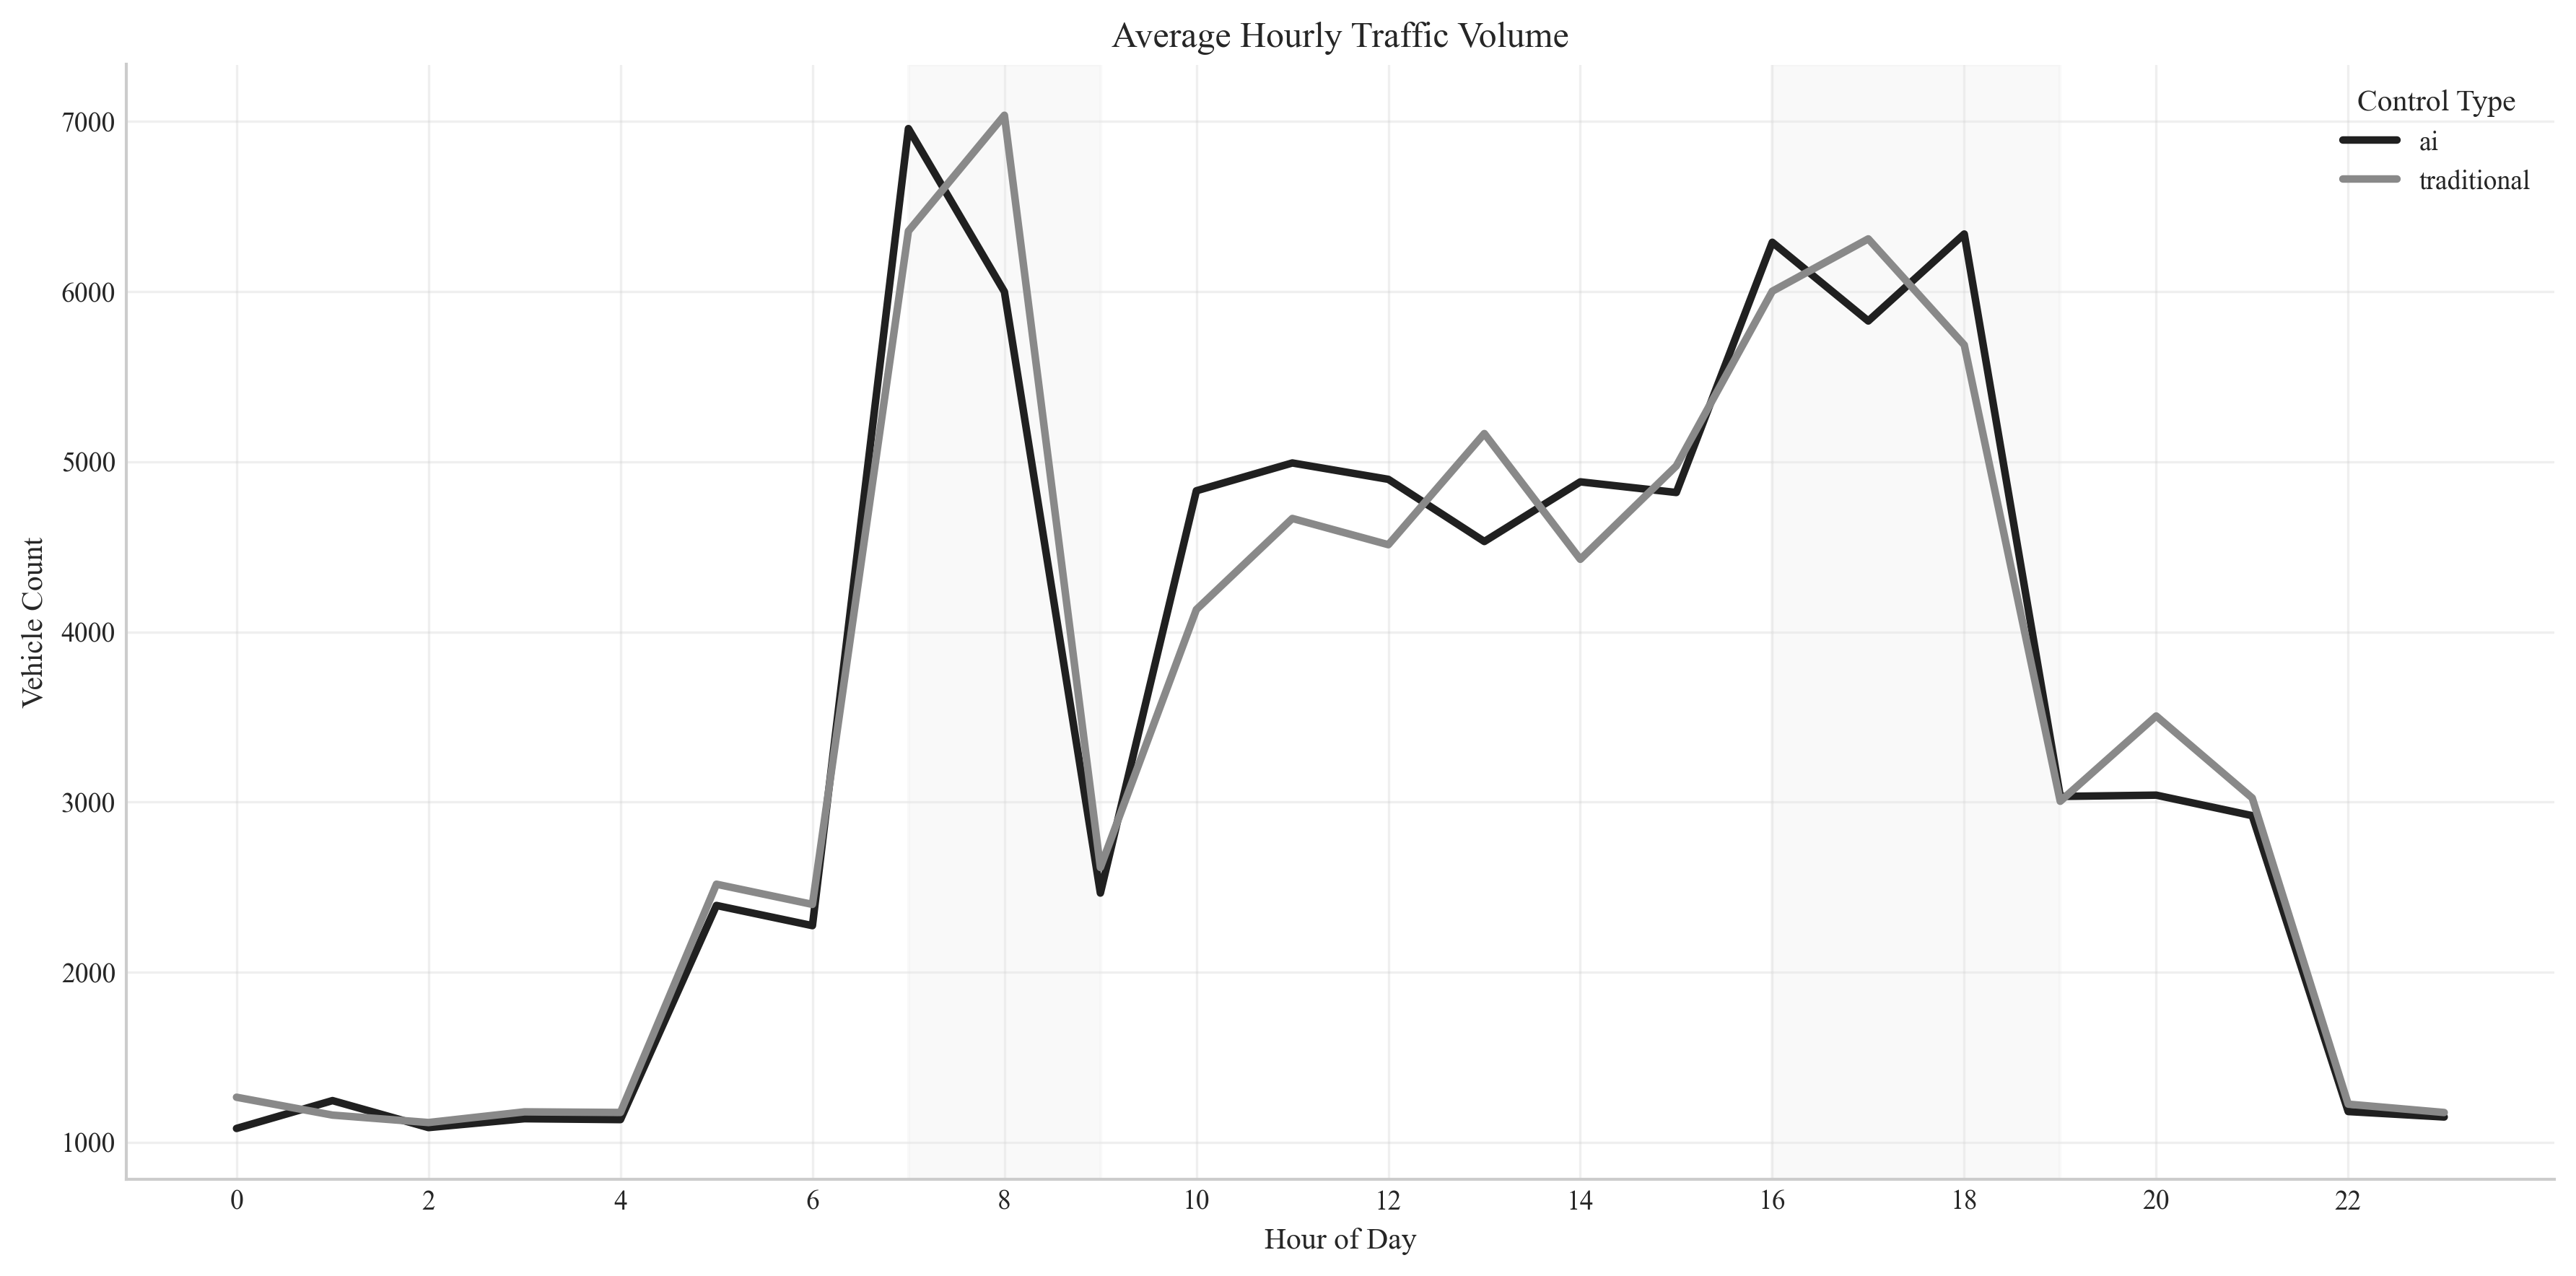 Average Hourly Traffic Volume
Control Type
ai
traditional
7000
6000
5000
4000
3000
2000
1000
Vehicle Count
0 2 4 6 8 10 12 14 16 18 20 22
Hour of Day